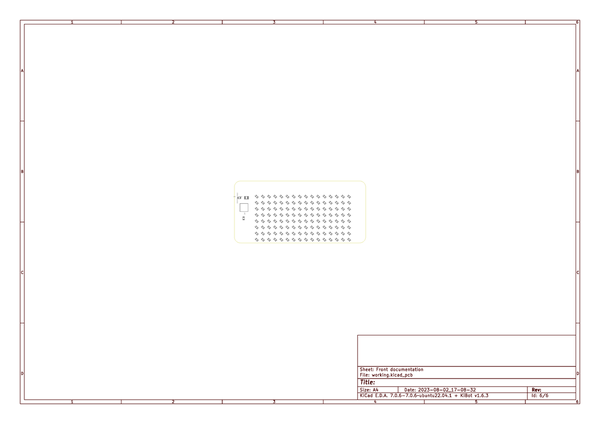 1 2 3 4 5 6
A A
B B
C C
Sheet: Front documentation
File: working.kicad_pcb
D D
Title:
Size: A4 Date: 2023-08-02_17-08-32 Rev:
KiCad E.D.A. 7.0.6-7.0.6-ubuntu22.04.1 + KiBot v1.6.3 Id: 6/6
1 2 3 4 5 6